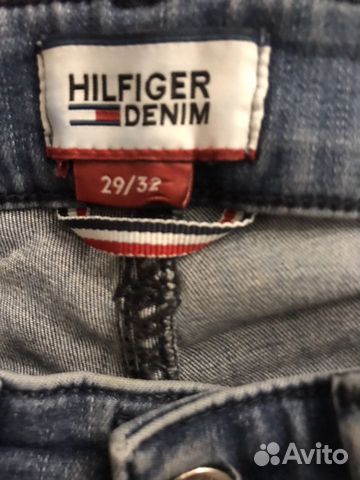 HILFIGER
DENIM
29/32
Avito